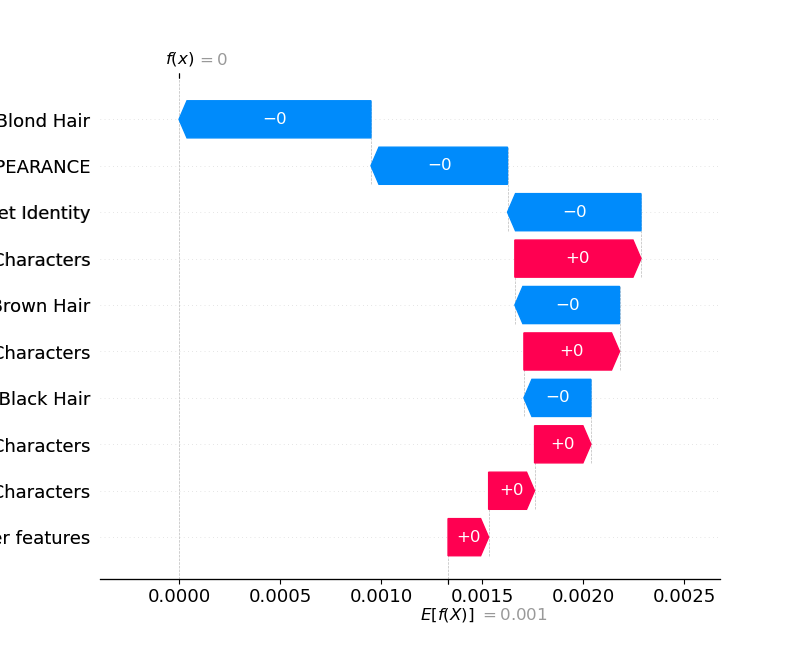 f(x) = 0
Blond Hair −0
PEARANCE −0
et Identity −0
Characters +0
Brown Hair −0
Characters +0
Black Hair −0
Characters +0
Characters +0
er features +0
0.0000 0.0005 0.0010 0.0015 0.0020 0.0025
E[f(X)] = 0.001